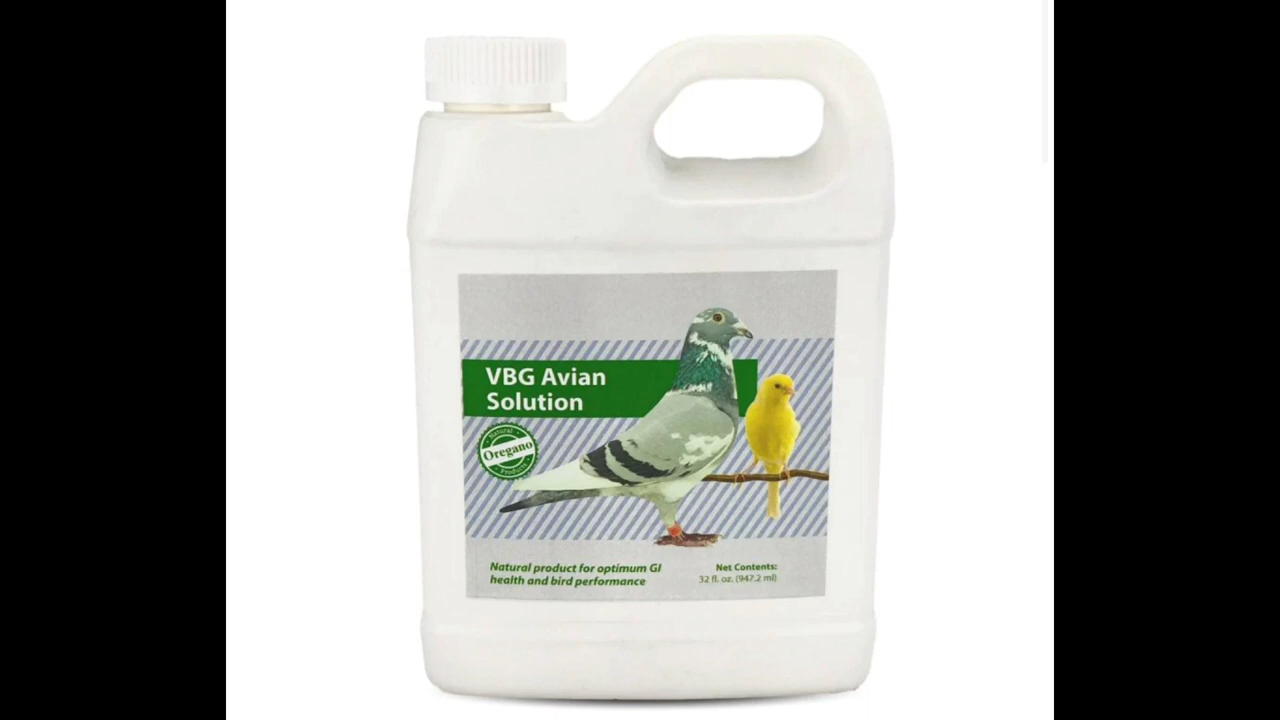 VBG Avian
Solution
Natural
Oregano
Products
Natural product for optimum GI
health and bird performance
Net Contents:
32 fl. oz. (947.2 ml)